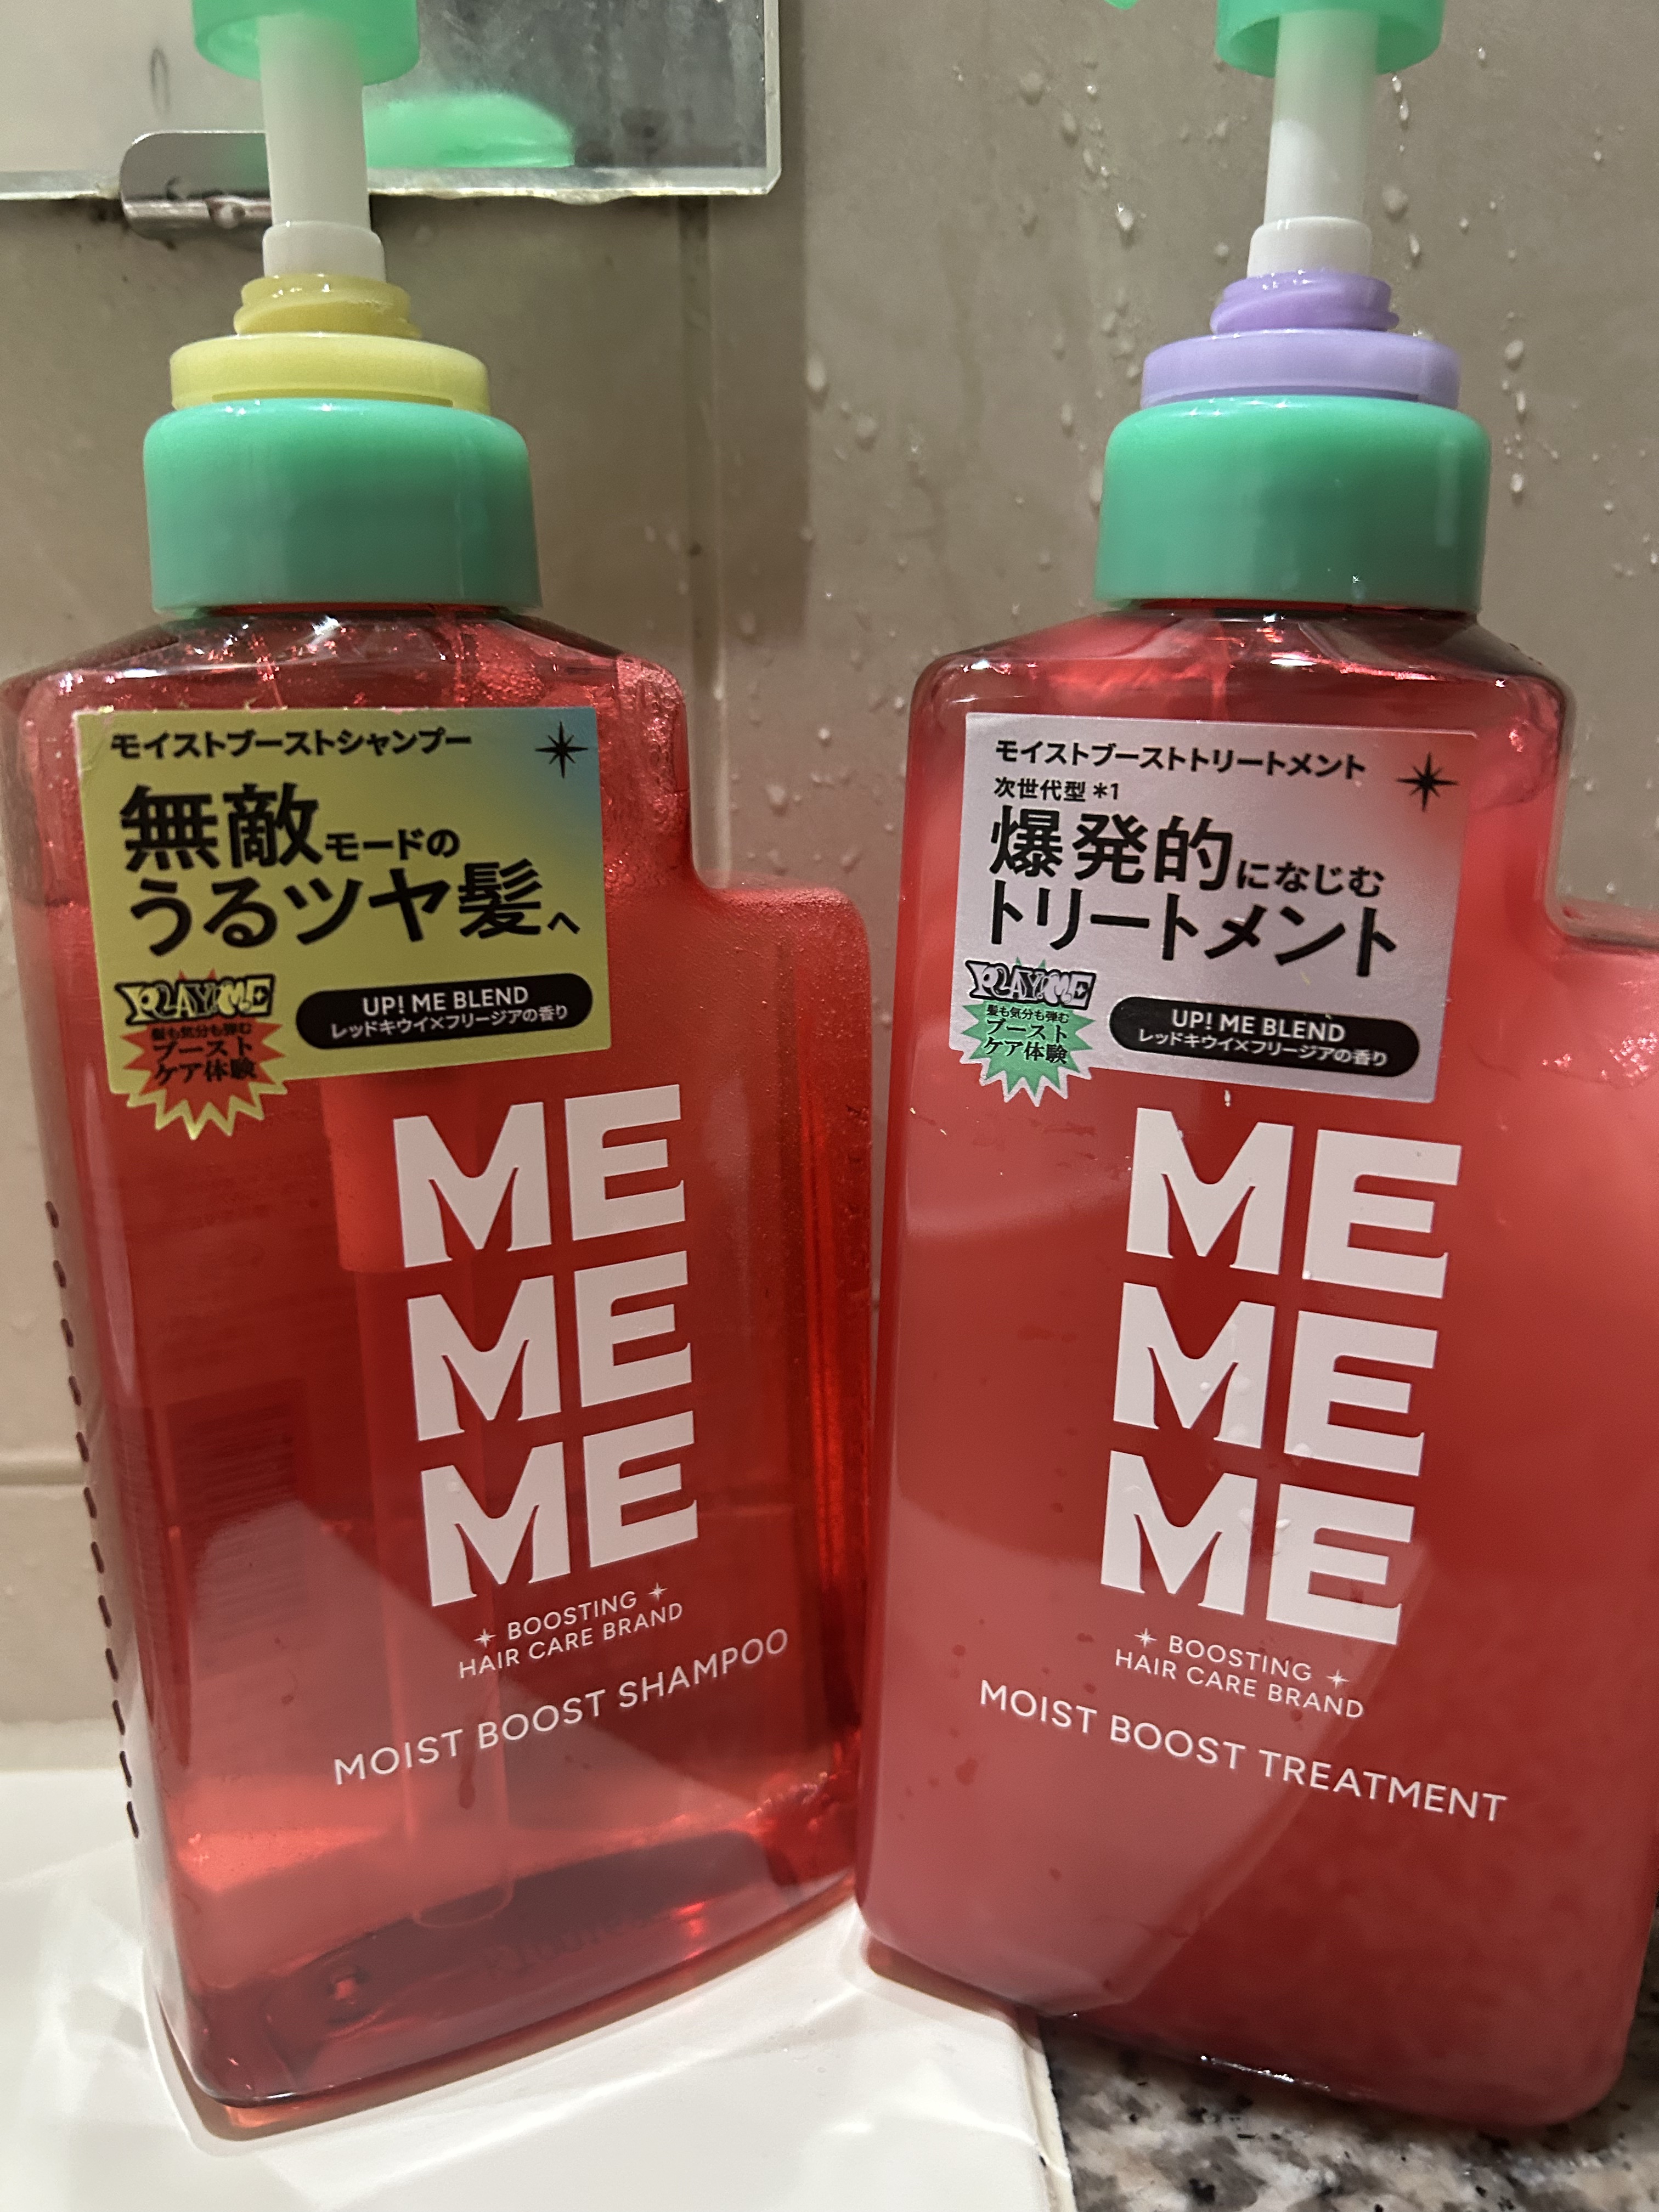 モイストブーストシャンプー
無敵モードの
うるツヤ髪へ
PLAY ME
髪も気分も弾む
ブースト
ケア体験
UP! ME BLEND
レッドキウイ×フリージアの香り
ME
ME
ME
BOOSTING
HAIR CARE BRAND
MOIST BOOST SHAMPOO
モイストブーストトリートメント
次世代型＊1
爆発的になじむ
トリートメント
PLAY ME
髪も気分も弾む
ブースト
ケア体験
UP! ME BLEND
レッドキウイ×フリージアの香り
ME
ME
ME
BOOSTING
HAIR CARE BRAND
MOIST BOOST TREATMENT